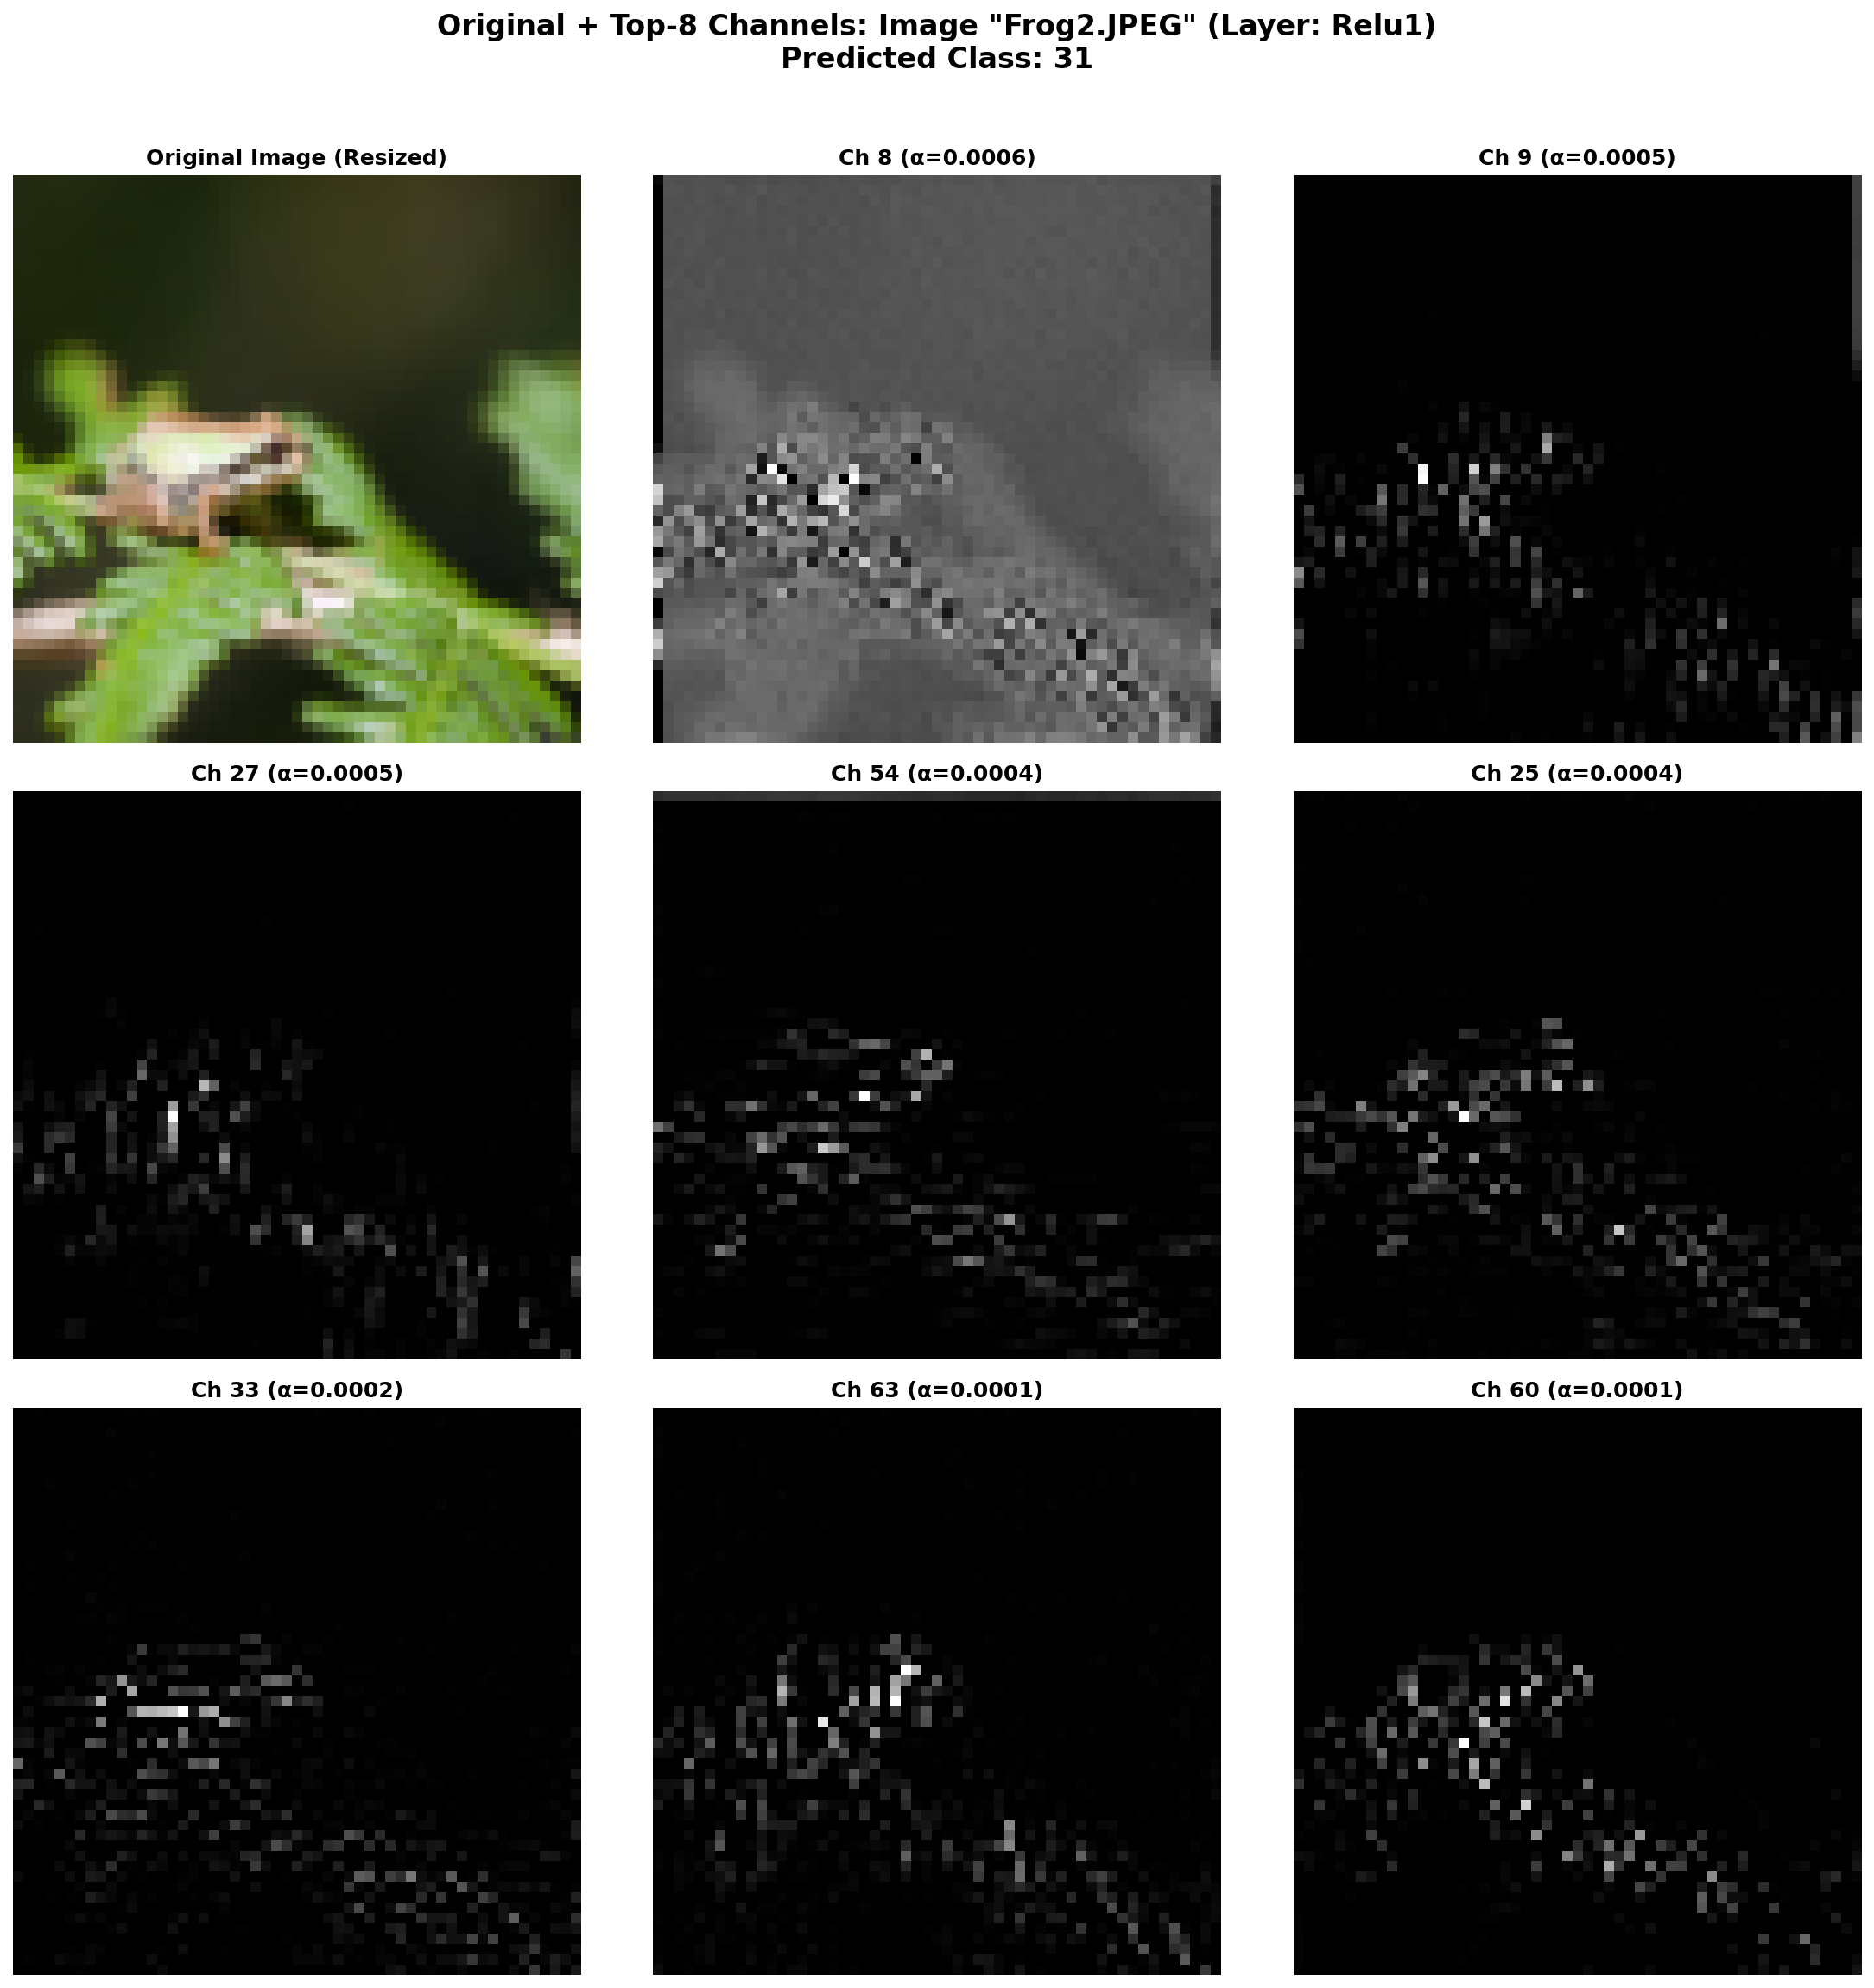 Original + Top-8 Channels: Image "Frog2.JPEG" (Layer: Relu1)
Predicted Class: 31
Original Image (Resized)
Ch 8 (α=0.0006)
Ch 9 (α=0.0005)
Ch 27 (α=0.0005)
Ch 54 (α=0.0004)
Ch 25 (α=0.0004)
Ch 33 (α=0.0002)
Ch 63 (α=0.0001)
Ch 60 (α=0.0001)